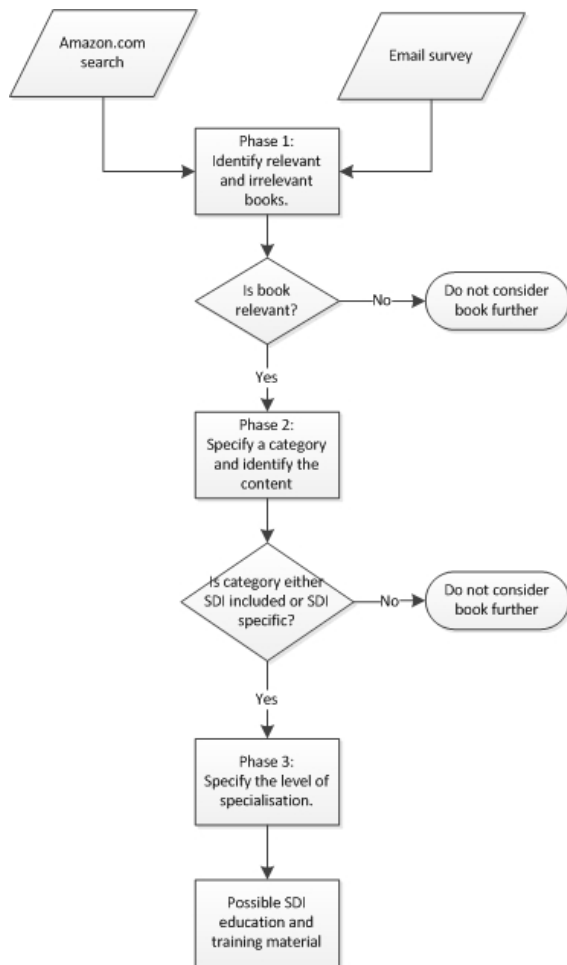 Amazon.com
search
Email survey
Phase 1:
Identify relevant
and irrelevant
books.
Is book
relevant?
No
Do not consider
book further
Yes
Phase 2:
Specify a category
and identify the
content
Is category either
SDI included or SDI
specific?
No
Do not consider
book further
Yes
Phase 3:
Specify the level of
specialisation.
Possible SDI
education and
training material